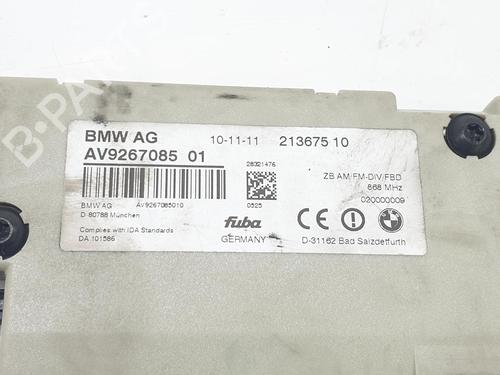 BMW AG 10-11-11 213675 10
AV9267085 01
28321476
ZB AM/FM-DIV/FBD
868 MHz
020000009
BMW AG AV9267085010
D-80788 München
0525
Complies with IDA Standards
DA 101586
fuba
GERMANY
CE
D-31162 Bad Salzdetfurth
B-PARTS